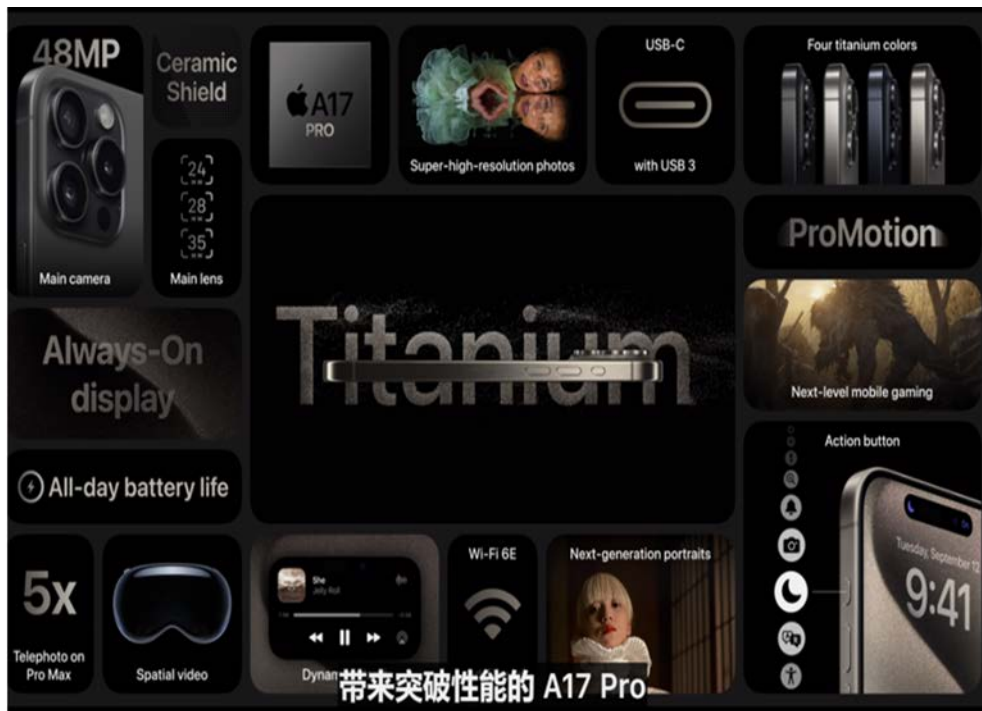 48MP
Main camera
Ceramic
Shield
24
28
35
Main lens
A17
PRO
Super-high-resolution photos
USB-C
with USB 3
Four titanium colors
ProMotion
Always-On
display
Titanium
Next-level mobile gaming
All-day battery life
Action button
Tuesday, September 12
9:41
5x
Telephoto on
Pro Max
Spatial video
She
Jelly Roll
Wi-Fi 6E
Next-generation portraits
带来突破性能的 A17 Pro